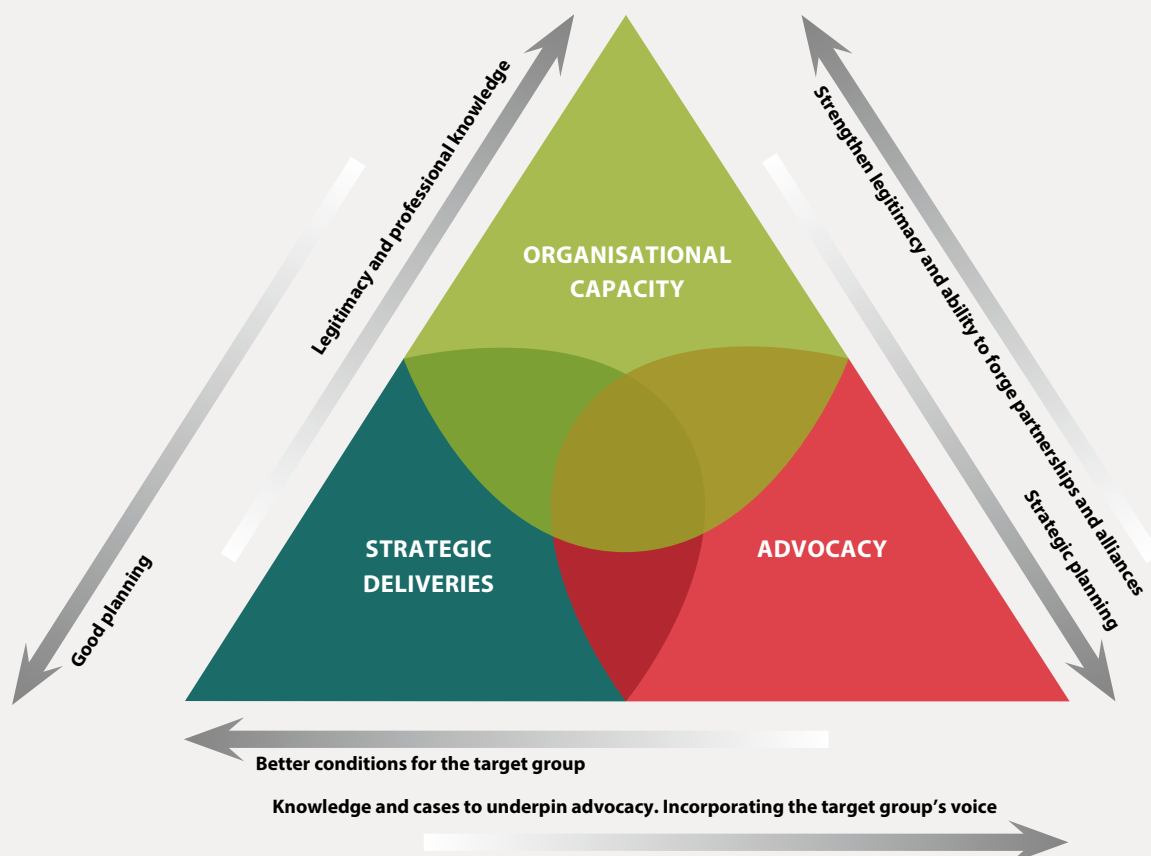 Legitimacy and professional knowledge
Strengthen legitimacy and ability to forge partnerships and alliances
ORGANISATIONAL
CAPACITY
Good planning
STRATEGIC
DELIVERIES
ADVOCACY
Strategic planning
Better conditions for the target group
Knowledge and cases to underpin advocacy. Incorporating the target group’s voice